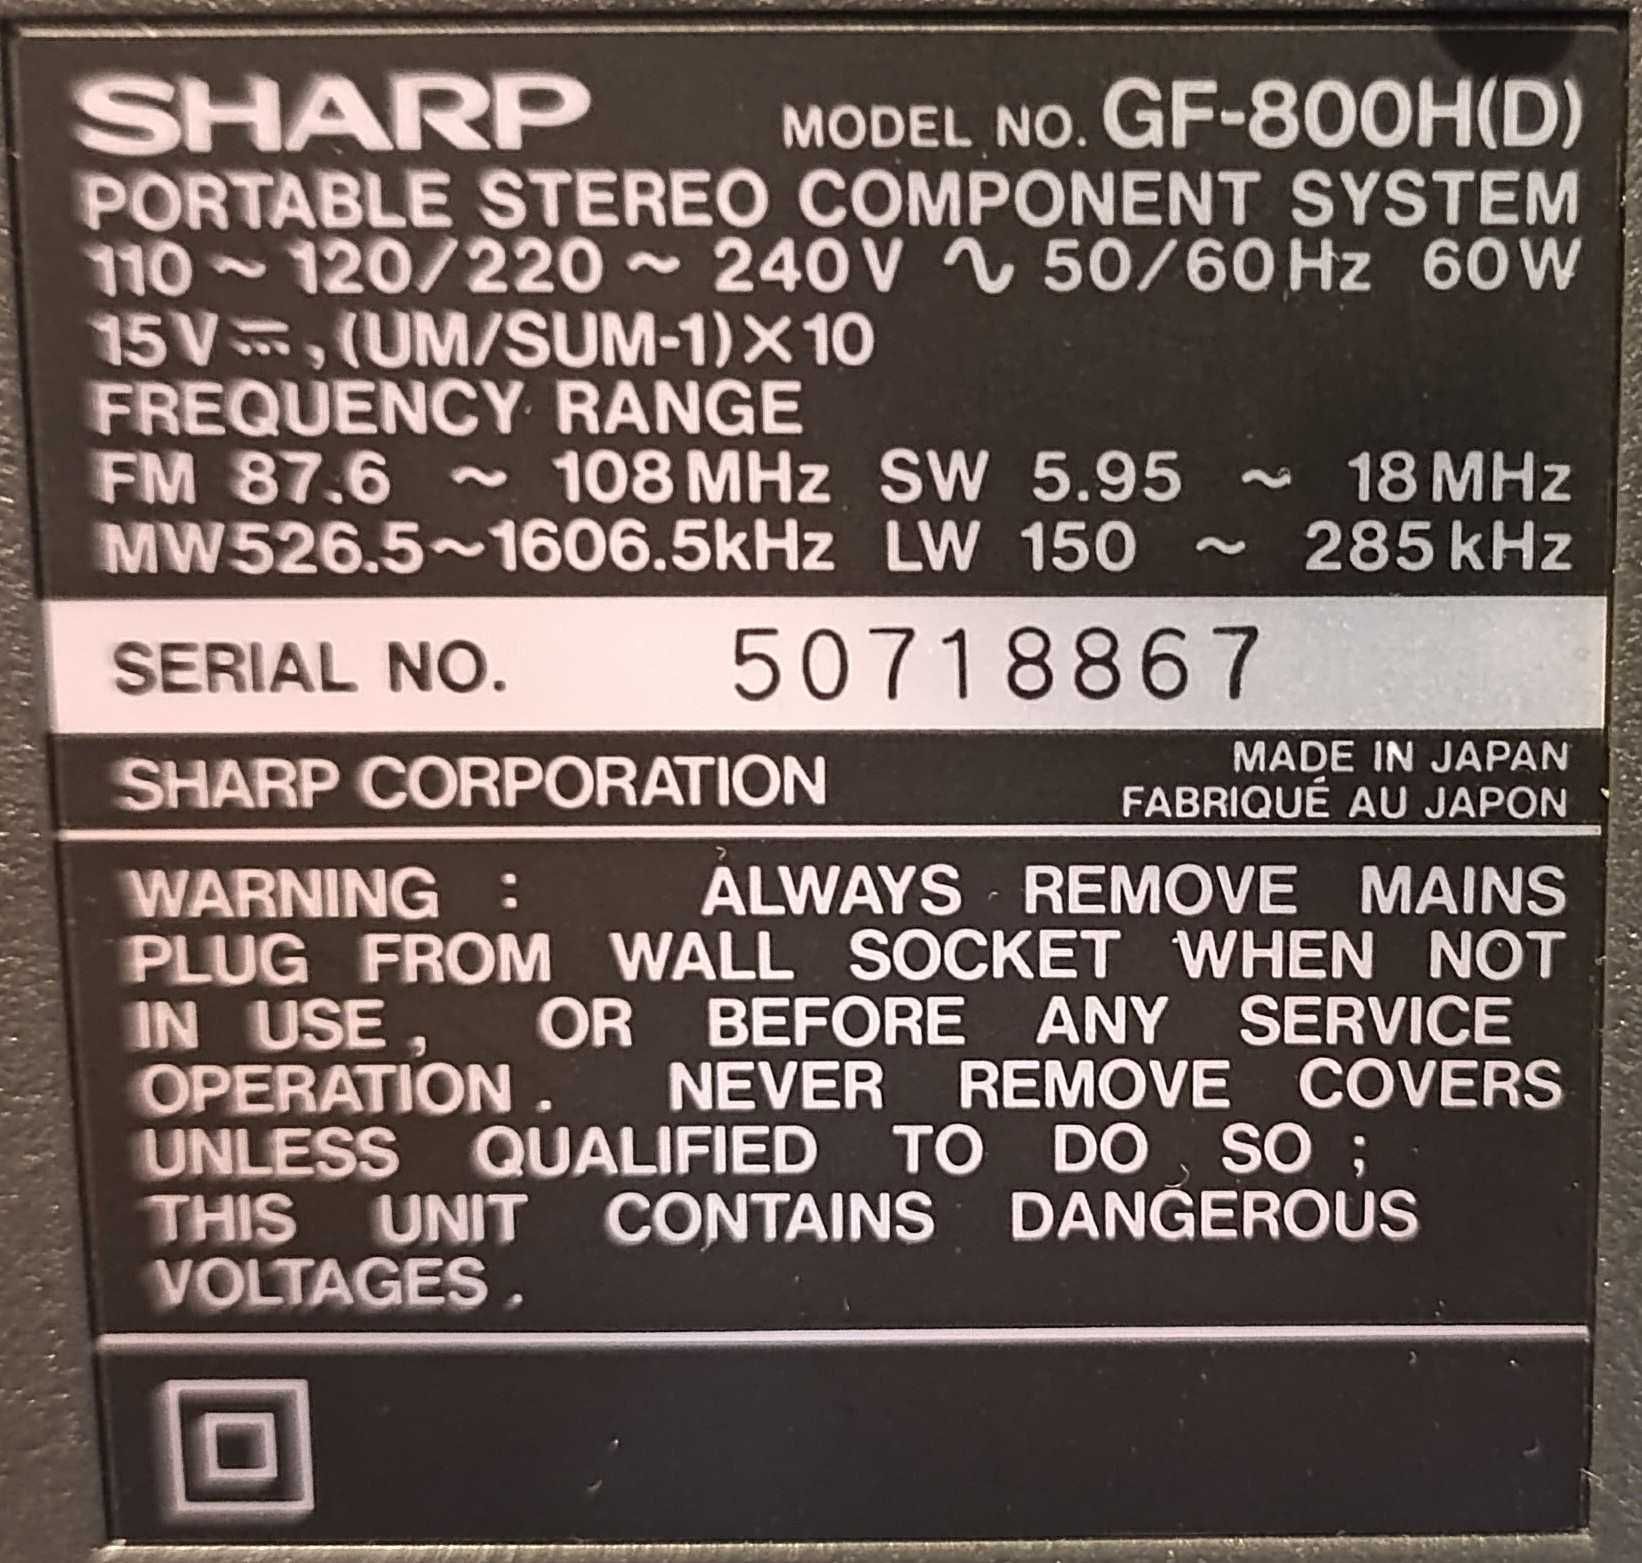 SHARP MODEL NO. GF-800H(D)
PORTABLE STEREO COMPONENT SYSTEM
110 ~ 120/220 ~ 240V ∿ 50/60Hz 60W
15V⎓, (UM/SUM-1)×10
FREQUENCY RANGE
FM 87.6 ~ 108MHz SW 5.95 ~ 18MHz
MW526.5~1606.5kHz LW 150 ~ 285kHz
SERIAL NO. 50718867
SHARP CORPORATION
MADE IN JAPAN
FABRIQUÉ AU JAPON
WARNING : ALWAYS REMOVE MAINS
PLUG FROM WALL SOCKET WHEN NOT
IN USE, OR BEFORE ANY SERVICE
OPERATION. NEVER REMOVE COVERS
UNLESS QUALIFIED TO DO SO ;
THIS UNIT CONTAINS DANGEROUS
VOLTAGES.